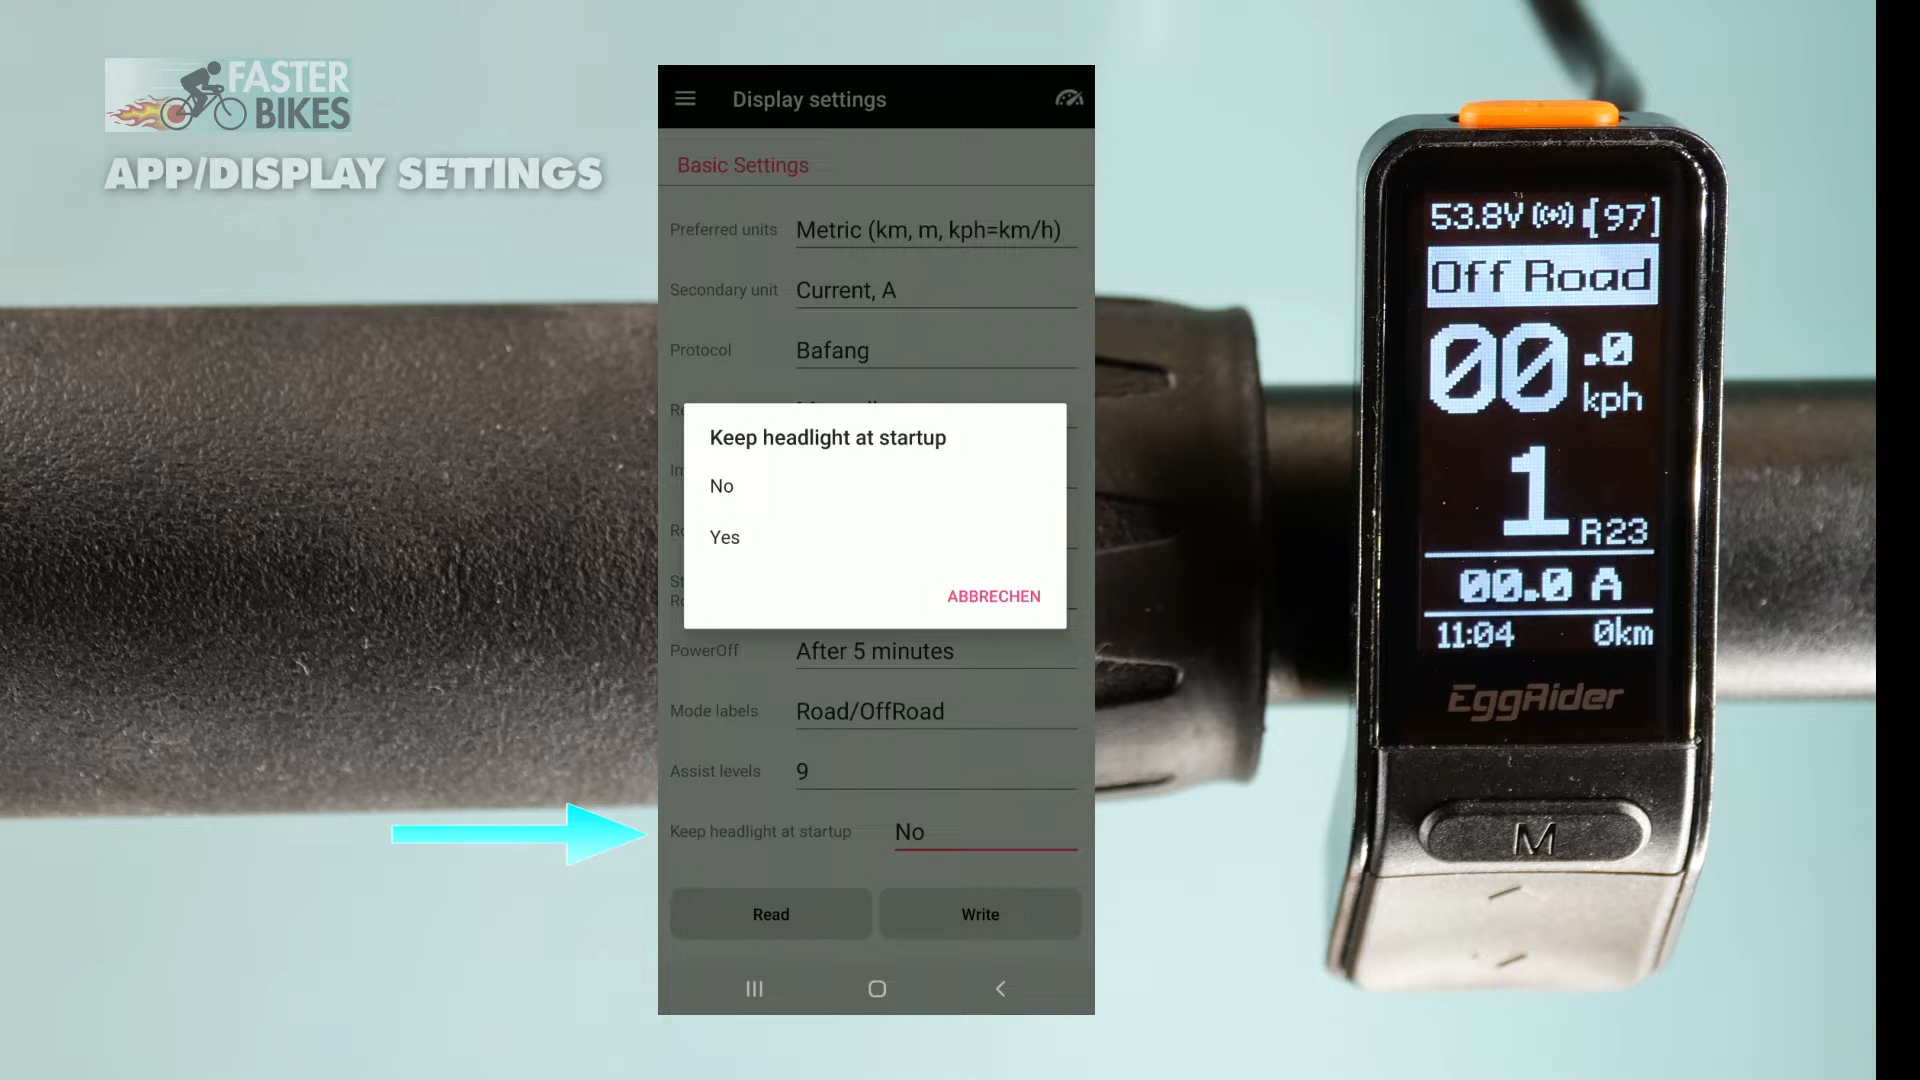 FASTER
BIKES
APP/DISPLAY SETTINGS
Display settings
Basic Settings
Preferred units Metric (km, m, kph=km/h)
Secondary unit Current, A
Protocol Bafang
Keep headlight at startup
No
Yes
ABBRECHEN
PowerOff After 5 minutes
Mode labels Road/OffRoad
Assist levels 9
Keep headlight at startup No
Read Write
53.8V 97
Off Road
00.0
kph
1 R23
00.0 A
11:04 0km
EggRider
M